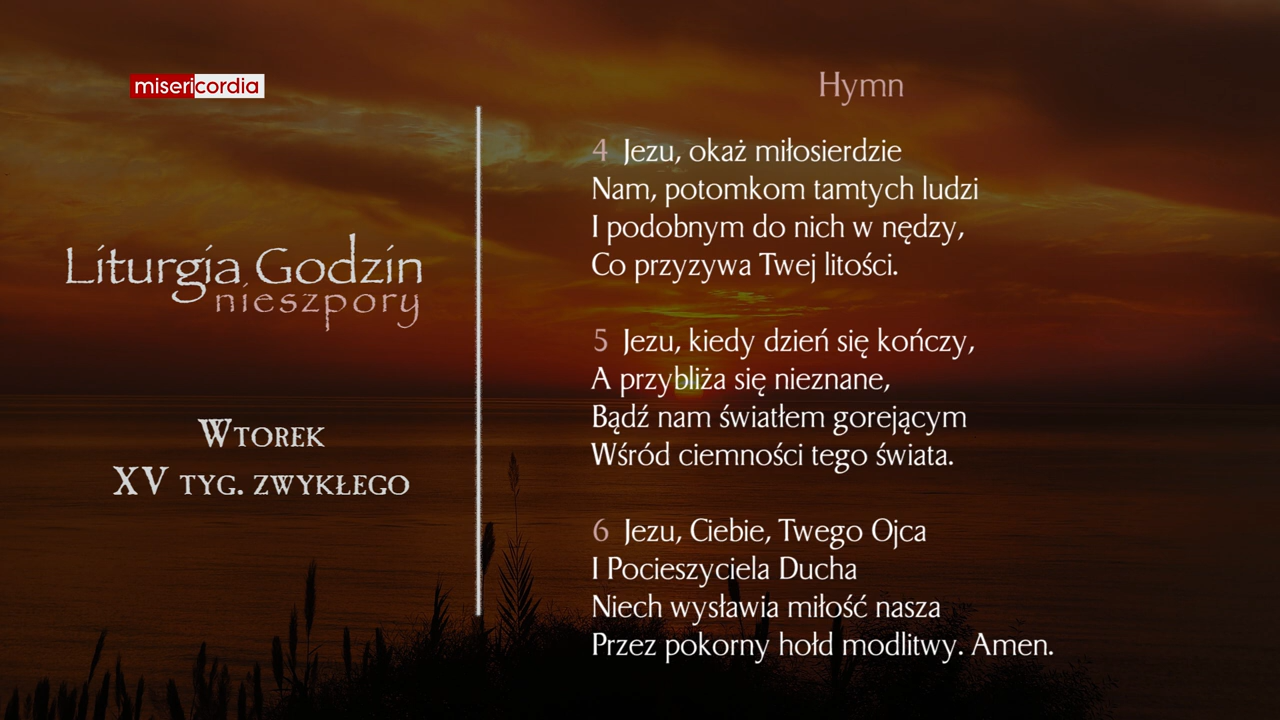 misericordia
Liturgia Godzin
nieszpory
Wtorek
XV tyg. zwykłego
Hymn
4 Jezu, okaż miłosierdzie
Nam, potomkom tamtych ludzi
I podobnym do nich w nędzy,
Co przyzywa Twej litości.
5 Jezu, kiedy dzień się kończy,
A przybliża się nieznane,
Bądź nam światłem gorejącym
Wśród ciemności tego świata.
6 Jezu, Ciebie, Twego Ojca
I Pocieszyciela Ducha
Niech wysławia miłość nasza
Przez pokorny hołd modlitwy. Amen.